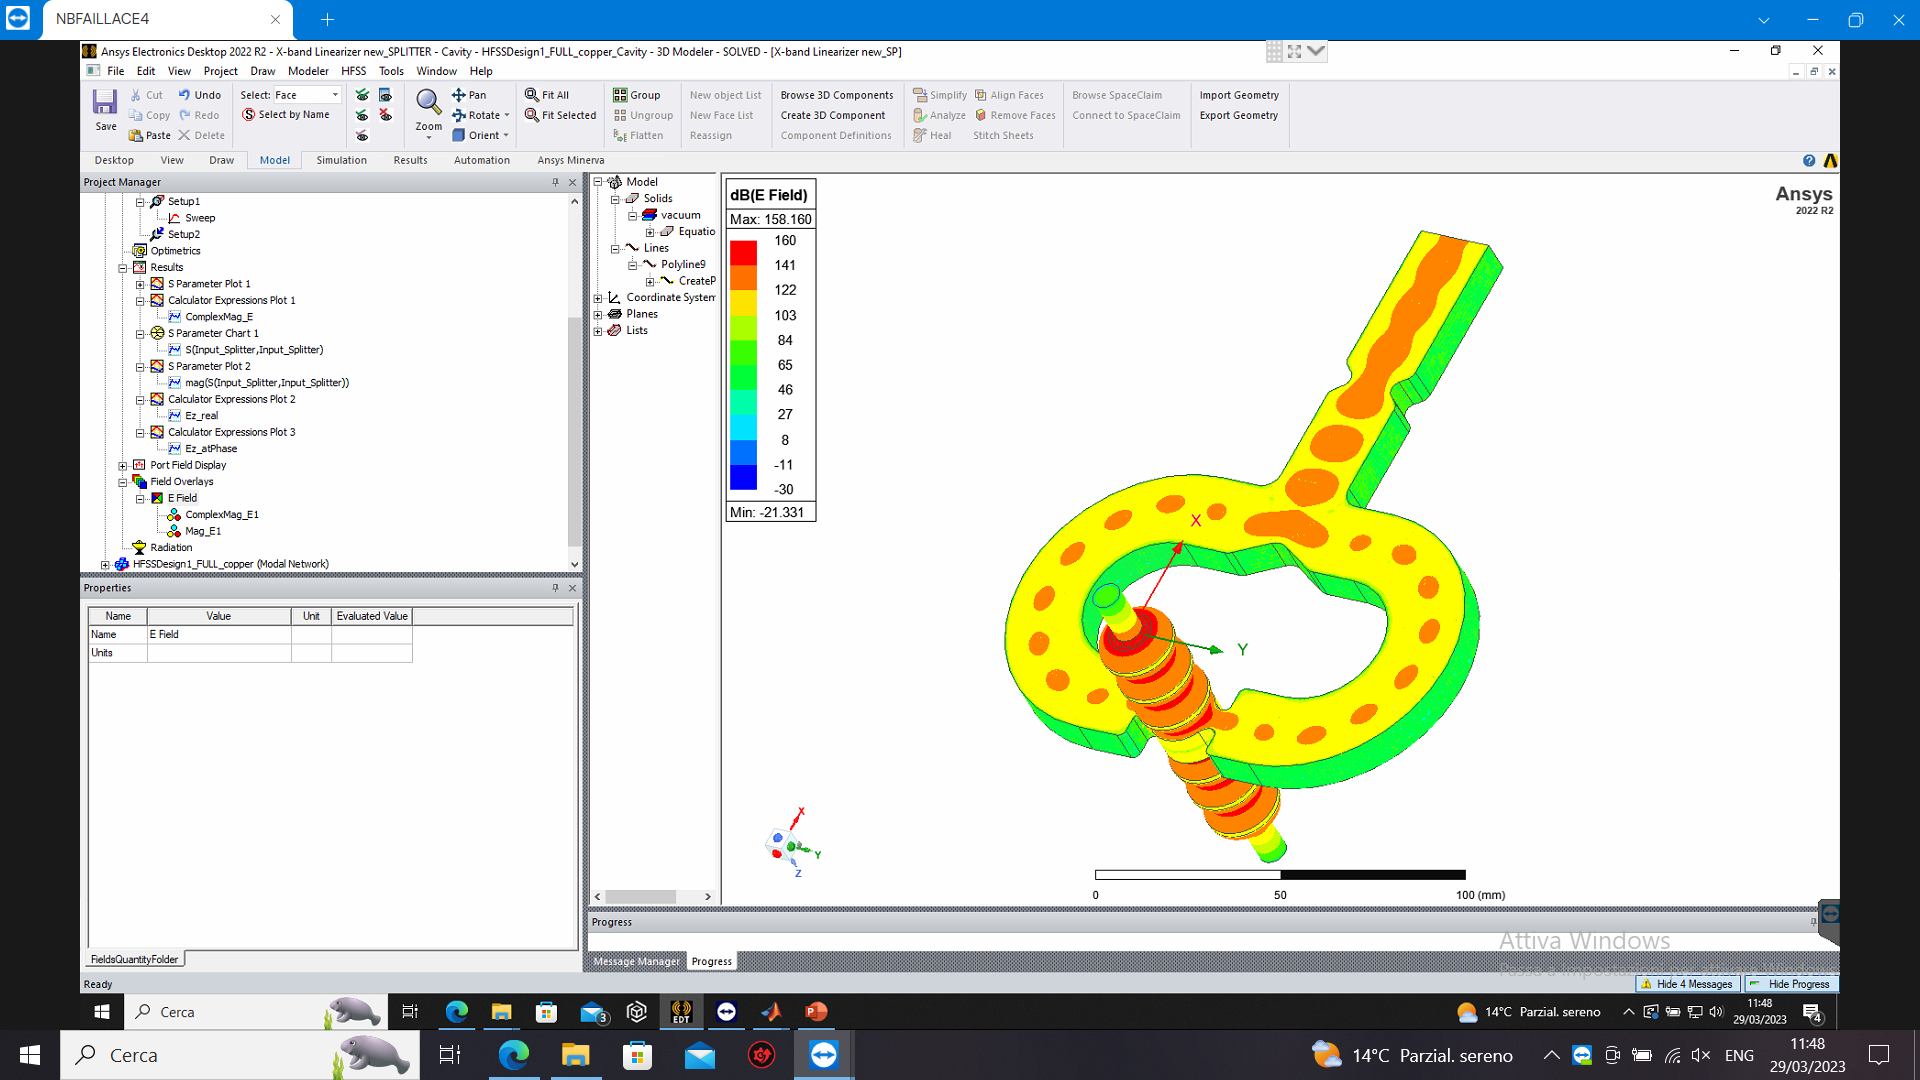 NBFAILLACE4
Ansys Electronics Desktop 2022 R2 - X-band Linearizer new_SPLITTER - Cavity - HFSSDesign1_FULL_copper_Cavity - 3D Modeler - SOLVED - [X-band Linearizer new_SP]
File Edit View Project Draw Modeler HFSS Tools Window Help
Save
Cut
Copy
Paste
Undo
Redo
Delete
Select: Face
Select by Name
Zoom
Pan
Rotate
Orient
Fit All
Fit Selected
Group
Ungroup
Flatten
New object List
New Face List
Reassign
Browse 3D Components
Create 3D Component
Component Definitions
Simplify
Analyze
Heal
Align Faces
Remove Faces
Stitch Sheets
Browse SpaceClaim
Connect to SpaceClaim
Import Geometry
Export Geometry
Desktop View Draw Model Simulation Results Automation Ansys Minerva
Project Manager
Setup1
Sweep
Setup2
Optimetrics
Results
S Parameter Plot 1
Calculator Expressions Plot 1
ComplexMag_E
S Parameter Chart 1
S(Input_Splitter,Input_Splitter)
S Parameter Plot 2
mag(S(Input_Splitter,Input_Splitter))
Calculator Expressions Plot 2
Ez_real
Calculator Expressions Plot 3
Ez_atPhase
Port Field Display
Field Overlays
E Field
ComplexMag_E1
Mag_E1
Radiation
HFSSDesign1_FULL_copper (Modal Network)
Properties
Name Value Unit Evaluated Value
Name E Field
Units
FieldsQuantityFolder
Model
Solids
vacuum
Equatio
Lines
Polyline9
CreateP
Coordinate System
Planes
Lists
dB(E Field)
Max: 158.160
160
141
122
103
84
65
46
27
8
-11
-30
Min: -21.331
Ansys
2022 R2
X
Y
X
Y
Z
0 50 100 (mm)
Progress
Attiva Windows
Message Manager Progress
Ready
Hide 4 Messages Hide Progress
Cerca
3
EDT
14°C Parzial. sereno
11:48
29/03/2023
4
Cerca
14°C Parzial. sereno
ENG
11:48
29/03/2023